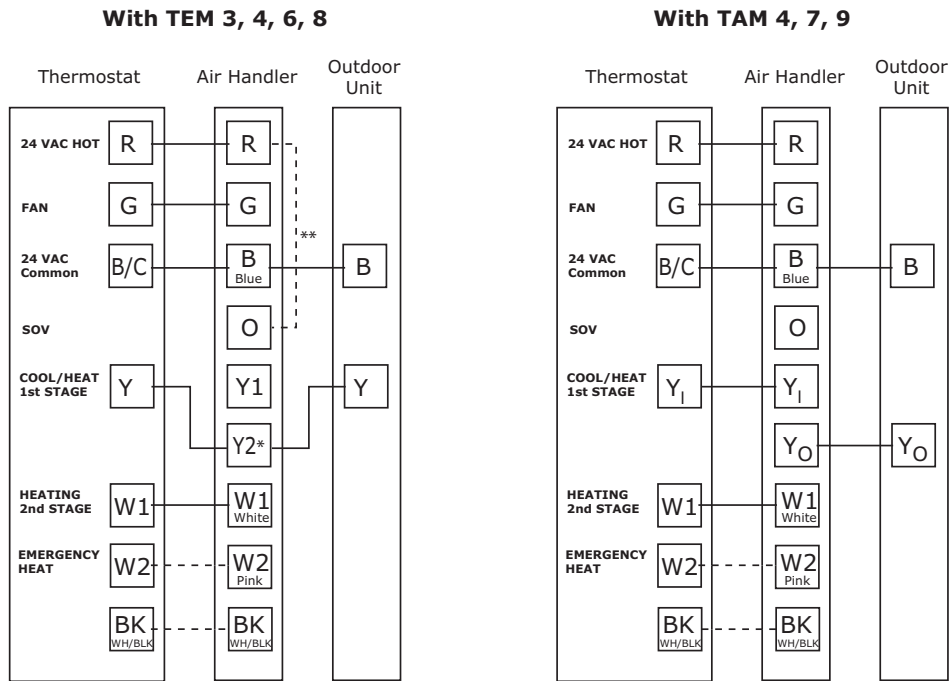 With TEM 3, 4, 6, 8
Thermostat
Air Handler
Outdoor
Unit
24 VAC HOT
R
R
FAN
G
G
**
24 VAC
Common
B/C
B
Blue
B
SOV
O
COOL/HEAT
1st STAGE
Y
Y1
Y
Y2*
HEATING
2nd STAGE
W1
W1
White
EMERGENCY
HEAT
W2
W2
Pink
BK
WH/BLK
BK
WH/BLK
With TAM 4, 7, 9
Thermostat
Air Handler
Outdoor
Unit
24 VAC HOT
R
R
FAN
G
G
24 VAC
Common
B/C
B
Blue
B
SOV
O
COOL/HEAT
1st STAGE
YI
YI
YO
YO
HEATING
2nd STAGE
W1
W1
White
EMERGENCY
HEAT
W2
W2
Pink
BK
WH/BLK
BK
WH/BLK